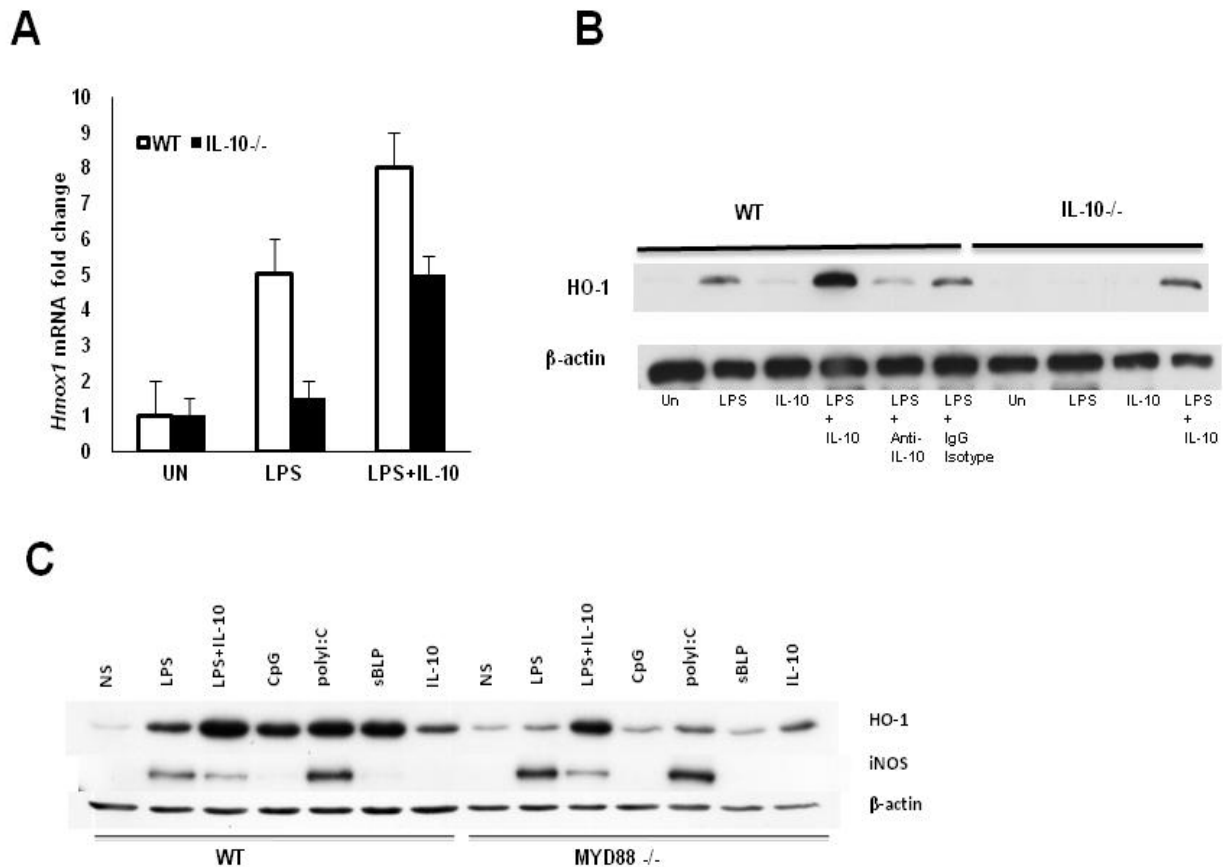 A
Hmox1 mRNA fold change
10
9
8
7
6
5
4
3
2
1
0
WT IL-10-/-
UN LPS LPS+IL-10
B
WT IL-10-/-
HO-1
β-actin
Un LPS IL-10 LPS + IL-10 LPS + Anti-IL-10 LPS + IgG Isotype Un LPS IL-10 LPS + IL-10
C
NS LPS LPS+IL-10 CpG polyI:C sBLP IL-10 NS LPS LPS+IL-10 CpG polyI:C sBLP IL-10
HO-1
iNOS
β-actin
WT MYD88 -/-